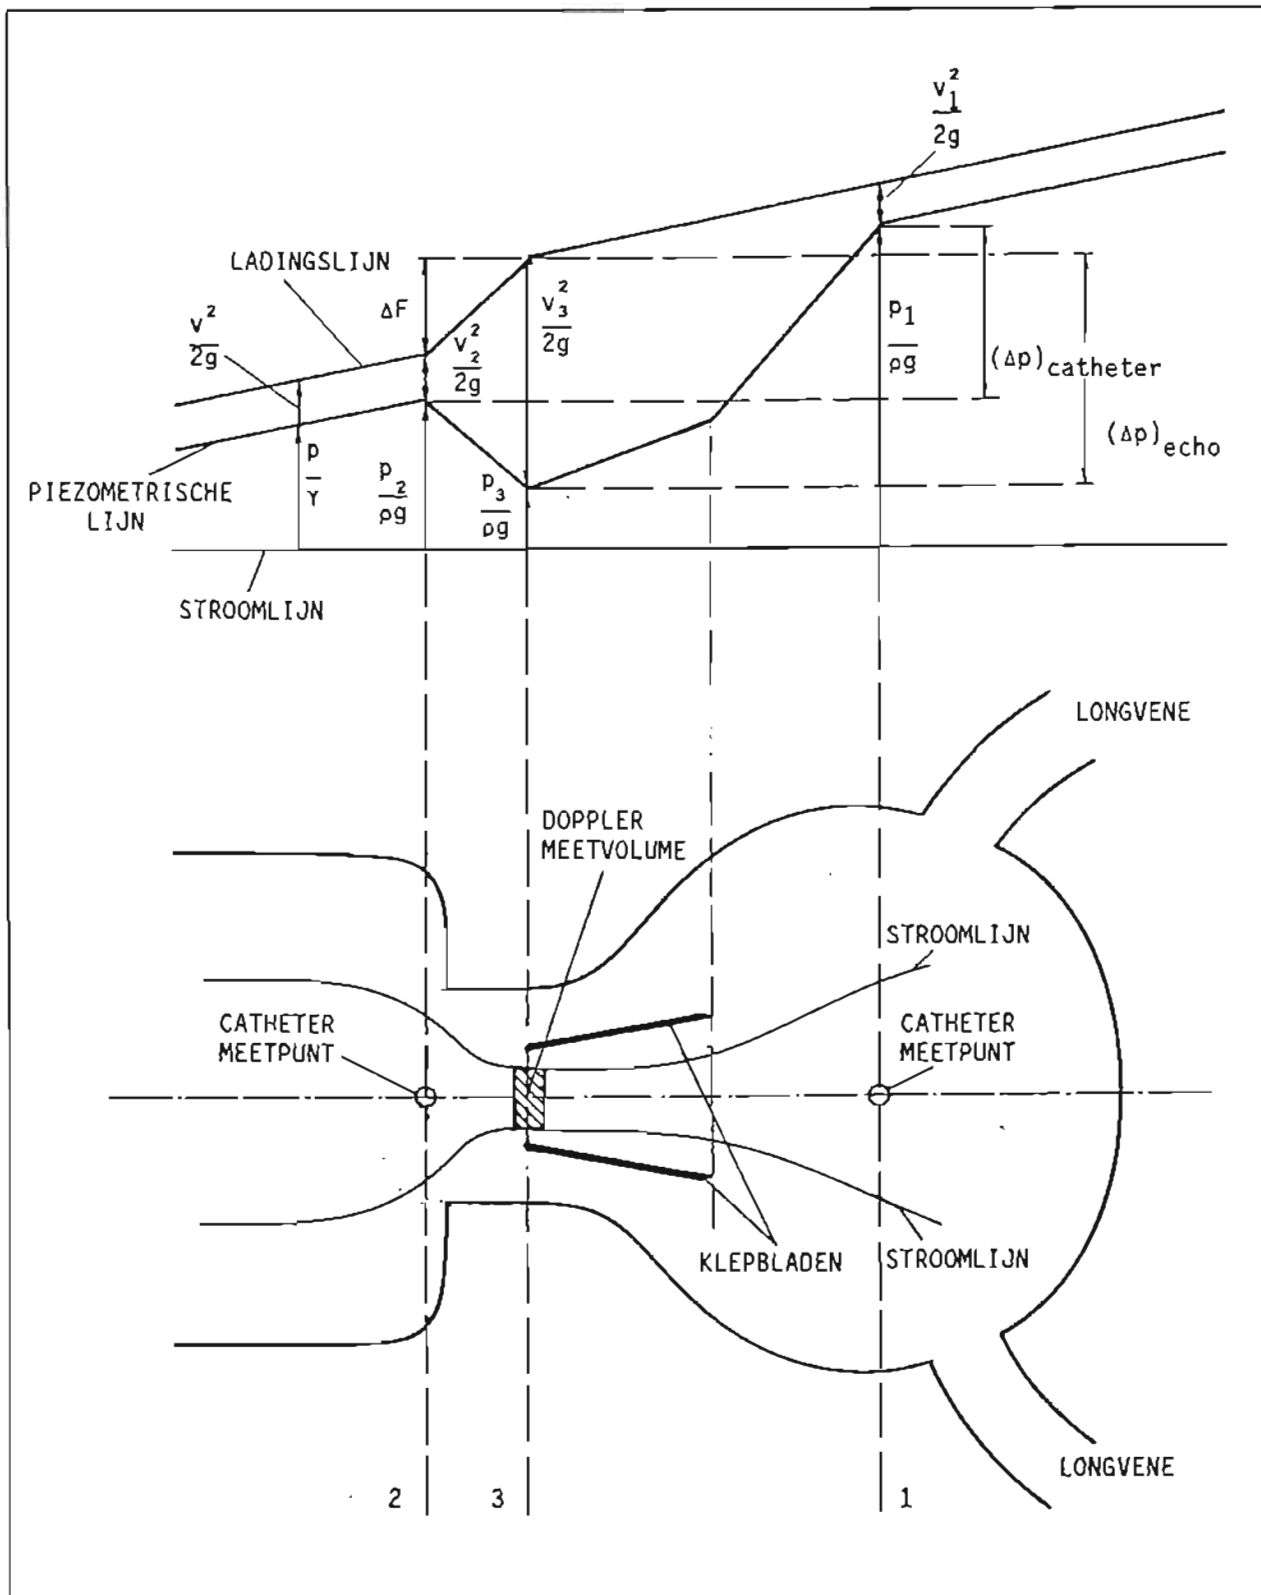 v₁²
2g
LADINGSLIJN
ΔF
v²
2g
v₂²
2g
v₃²
2g
p₁
ρg
(Δp)catheter
(Δp)echo
PIEZOMETRISCHE
LIJN
p
γ
p₂
ρg
p₃
ρg
STROOMLIJN
LONGVENE
DOPPLER
MEETVOLUME
STROOMLIJN
CATHETER
MEETPUNT
CATHETER
MEETPUNT
KLEPBLADEN
STROOMLIJN
LONGVENE
2
3
1